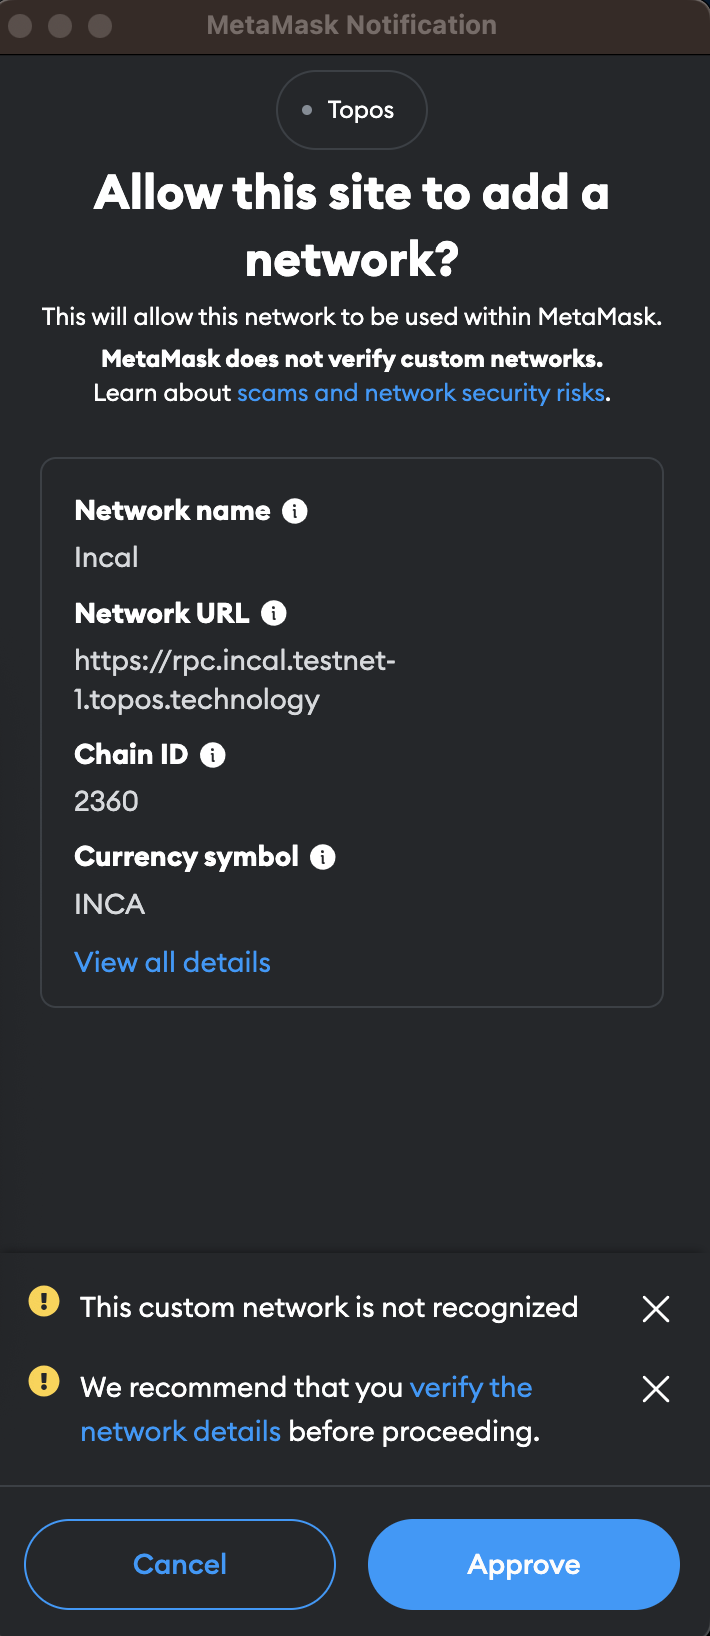 MetaMask Notification
Topos
Allow this site to add a
network?
This will allow this network to be used within MetaMask.
MetaMask does not verify custom networks.
Learn about scams and network security risks.
Network name
Incal
Network URL
https://rpc.incal.testnet-
1.topos.technology
Chain ID
2360
Currency symbol
INCA
View all details
This custom network is not recognized
We recommend that you verify the
network details before proceeding.
Cancel
Approve